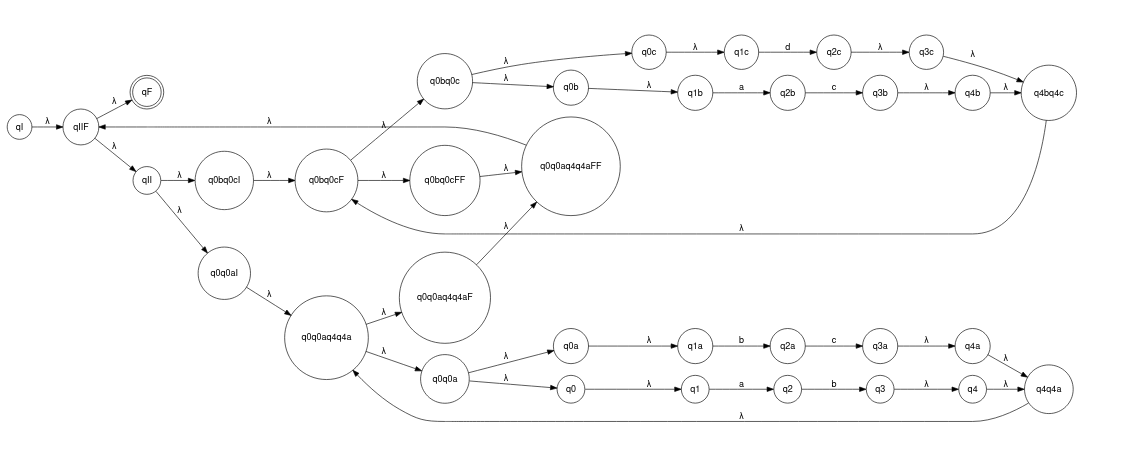 q0c λ q1c d q2c λ q3c λ
q0bq0c λ
λ q0b λ q1b a q2b c q3b λ q4b λ q4bq4c
qF
λ
qI λ qIIF λ λ
λ
q0q0aq4q4aFF
qII λ q0bq0cI λ q0bq0cF λ q0bq0cFF λ
λ
λ λ
q0q0aI
λ
q0q0aq4q4aF
λ
q0q0aq4q4a
λ
q0a λ q1a b q2a c q3a λ q4a λ
λ
q0q0a
λ q0 λ q1 a q2 b q3 λ q4 λ q4q4a
λ